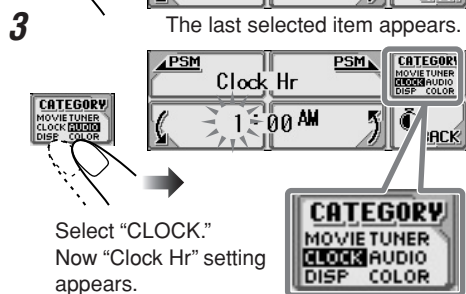 3
The last selected item appears.
PSM
PSM
Clock Hr
1:00 AM
CATEGORY
MOVIE TUNER
CLOCK AUDIO
DISP COLOR
BACK
CATEGORY
MOVIE TUNER
CLOCK AUDIO
DISP COLOR
Select “CLOCK.”
Now “Clock Hr” setting
appears.
CATEGORY
MOVIE TUNER
CLOCK AUDIO
DISP COLOR